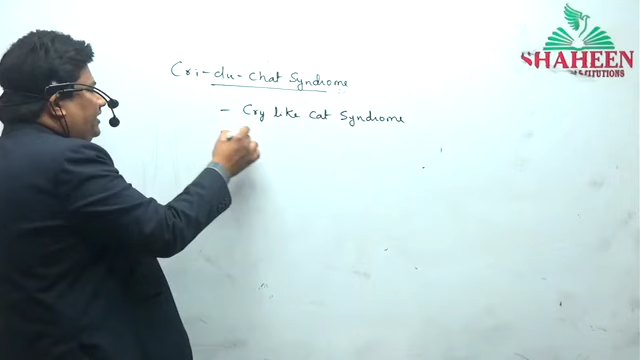 Cri-du-Chat Syndrome
- Cry like Cat Syndrome
SHAHEEN
INSTITUTIONS